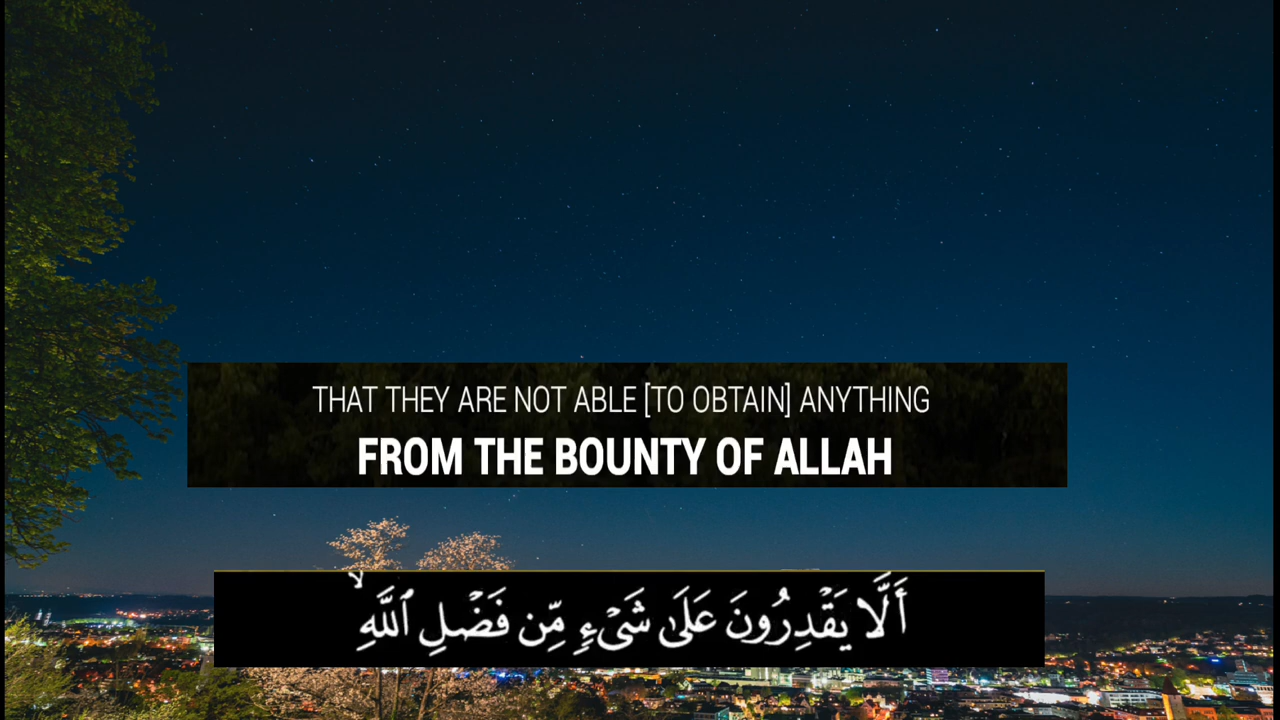 THAT THEY ARE NOT ABLE [TO OBTAIN] ANYTHING
FROM THE BOUNTY OF ALLAH
أَلَّا يَقْدِرُونَ عَلَىٰ شَىْءٍ مِّن فَضْلِ ٱللَّهِ ۙ